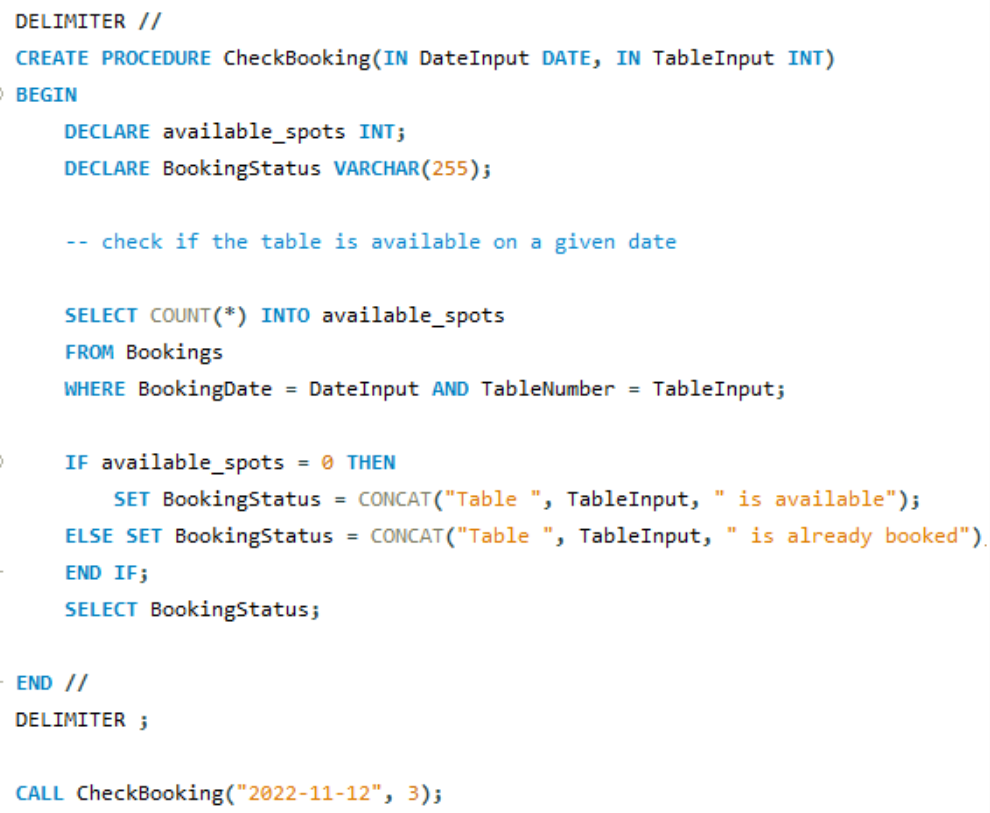 DELIMITER //
CREATE PROCEDURE CheckBooking(IN DateInput DATE, IN TableInput INT)
BEGIN
    DECLARE available_spots INT;
    DECLARE BookingStatus VARCHAR(255);

    -- check if the table is available on a given date

    SELECT COUNT(*) INTO available_spots
    FROM Bookings
    WHERE BookingDate = DateInput AND TableNumber = TableInput;

    IF available_spots = 0 THEN
        SET BookingStatus = CONCAT("Table ", TableInput, " is available");
    ELSE SET BookingStatus = CONCAT("Table ", TableInput, " is already booked")
    END IF;
    SELECT BookingStatus;

END //
DELIMITER ;

CALL CheckBooking("2022-11-12", 3);